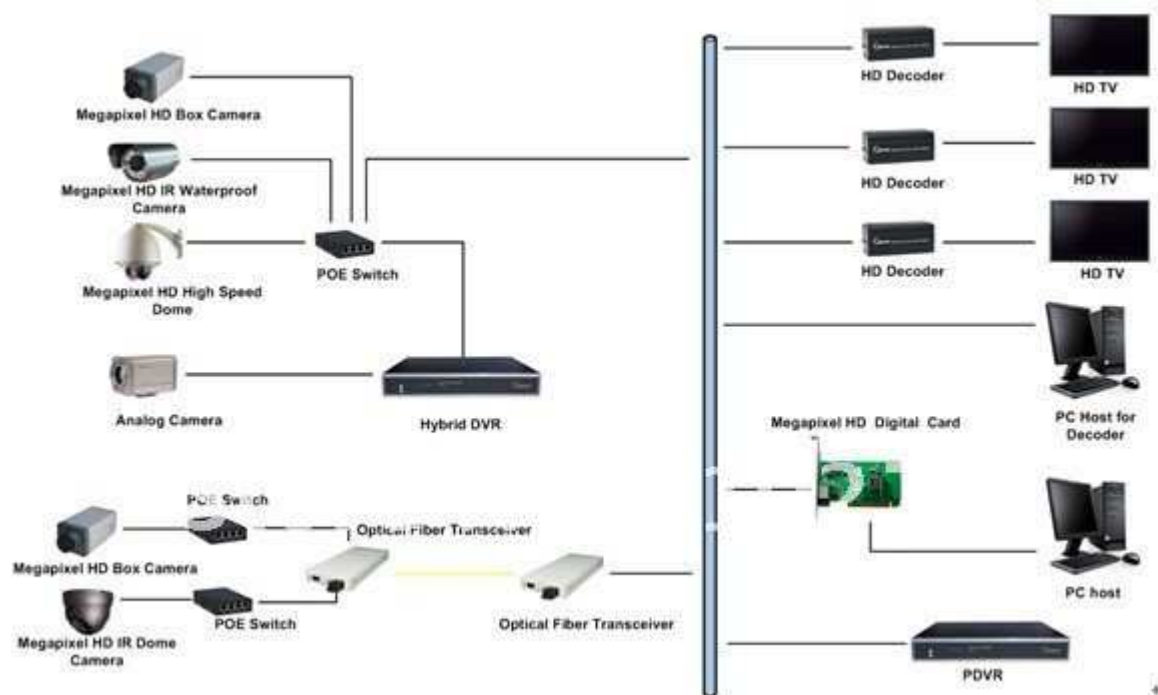 Megapixel HD Box Camera
Megapixel HD IR Waterproof
Camera
Megapixel HD High Speed
Dome
POE Switch
Analog Camera
Hybrid DVR
POE Switch
Optical Fiber Transceiver
Megapixel HD Box Camera
POE Switch
Optical Fiber Transceiver
Megapixel HD IR Dome
Camera
HD Decoder
HD TV
HD Decoder
HD TV
HD Decoder
HD TV
PC Host for
Decoder
Megapixel HD Digital Card
PC host
PDVR